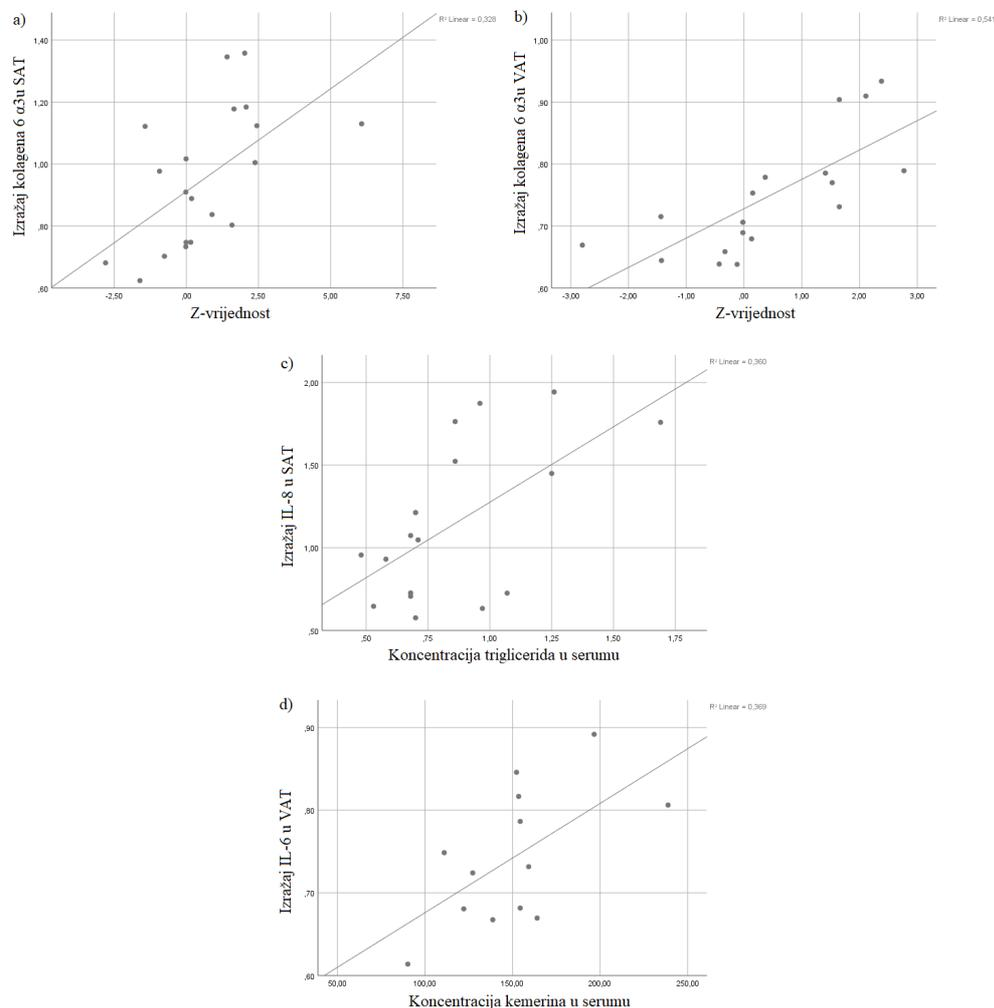 a)
R² Linear = 0,328
1,40
1,20
1,00
,80
,60
-2,50 ,00 2,50 5,00 7,50
Izražaj kolagena 6 α3u SAT
Z-vrijednost
b)
R² Linear = 0,541
1,00
,90
,80
,70
,60
-3,00 -2,00 -1,00 ,00 1,00 2,00 3,00
Izražaj kolagena 6 α3u VAT
Z-vrijednost
c)
R² Linear = 0,360
2,00
1,50
1,00
,50
,50 ,75 1,00 1,25 1,50 1,75
Izražaj IL-8 u SAT
Koncentracija triglicerida u serumu
d)
R² Linear = 0,369
,90
,80
,70
,60
50,00 100,00 150,00 200,00 250,00
Izražaj IL-6 u VAT
Koncentracija kemerina u serumu